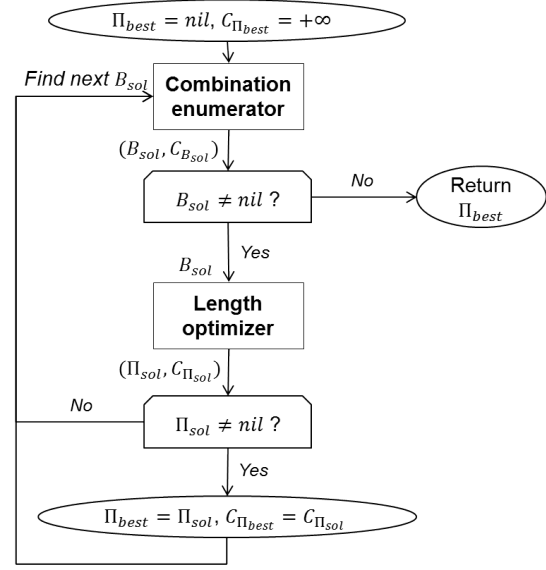 Π_best = nil, C_Π_best = +∞
Find next B_sol
Combination
enumerator
(B_sol, C_B_sol)
B_sol ≠ nil ?
No
Return
Π_best
Yes
B_sol
Length
optimizer
(Π_sol, C_Π_sol)
No
Π_sol ≠ nil ?
Yes
Π_best = Π_sol, C_Π_best = C_Π_sol